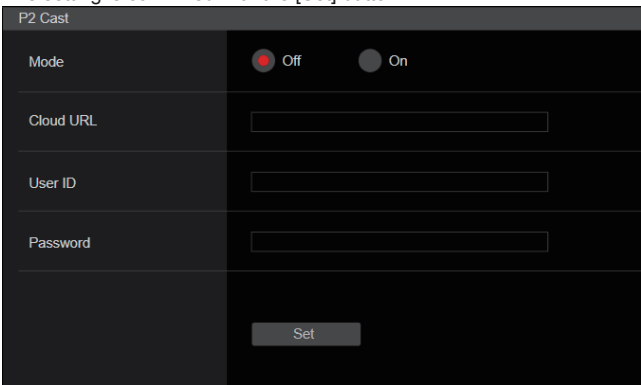 P2 Cast
Mode Off On
Cloud URL
User ID
Password
Set